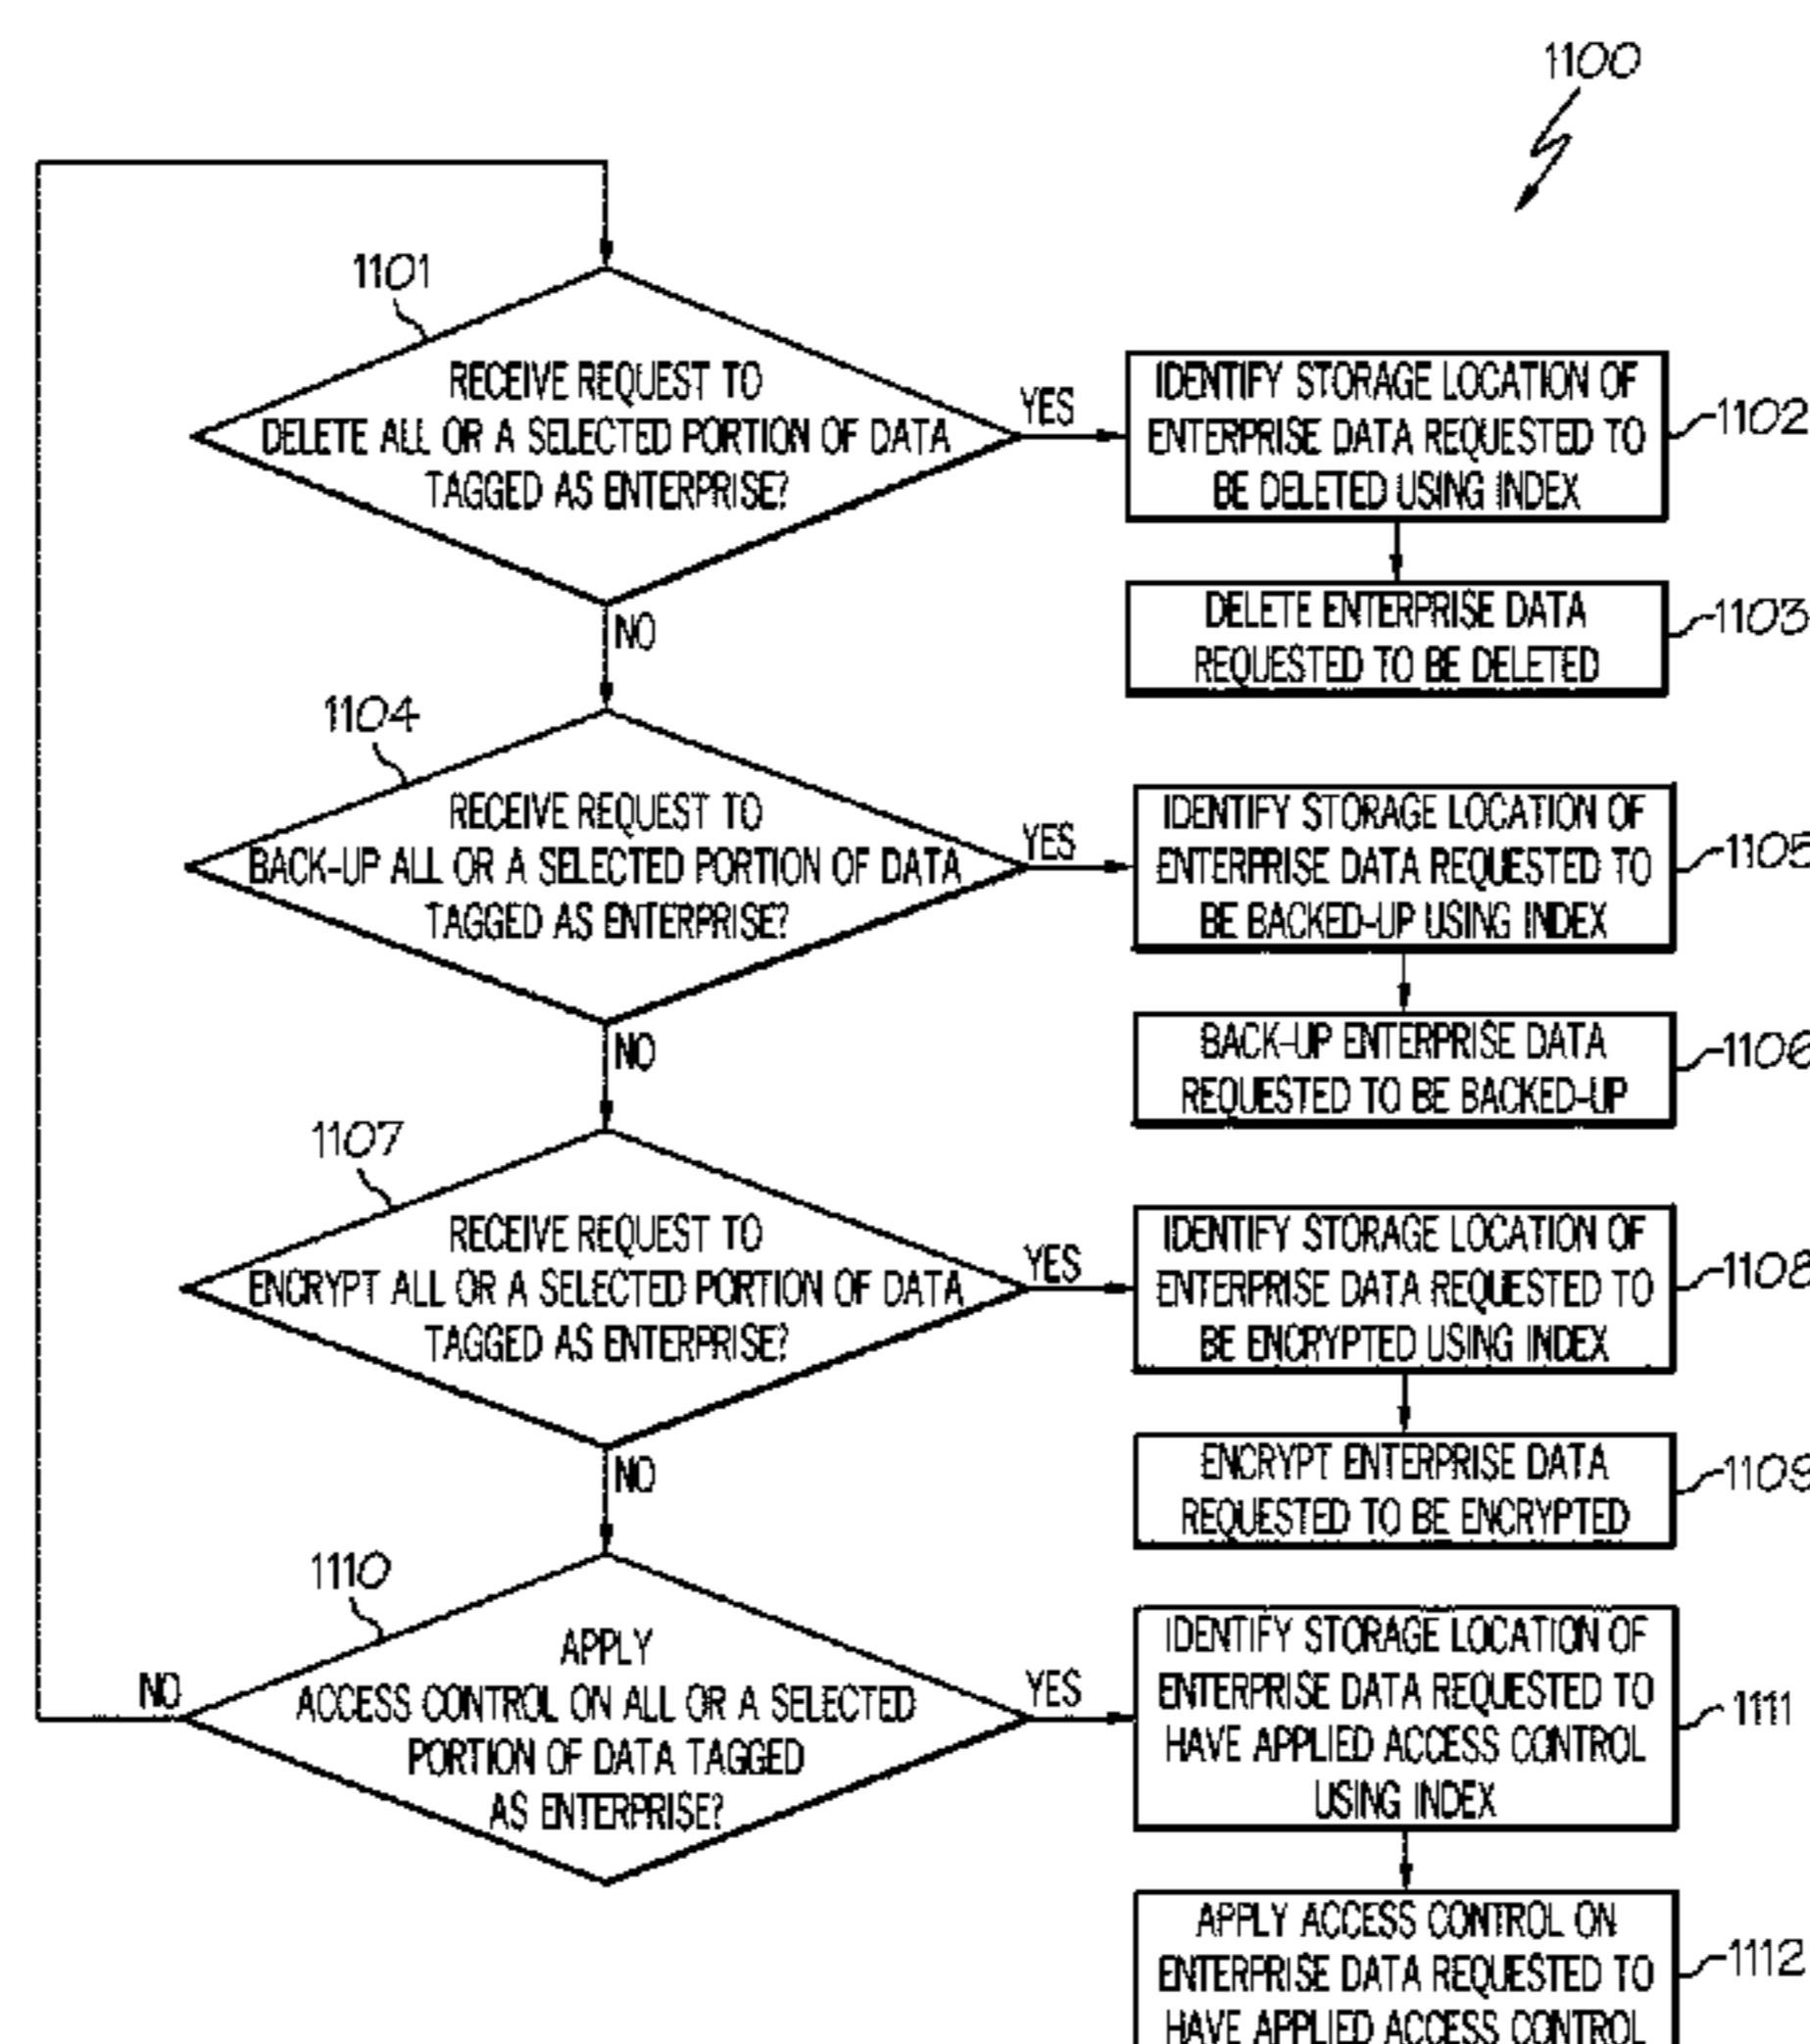 1100
1101
RECEIVE REQUEST TO
DELETE ALL OR A SELECTED PORTION OF DATA
TAGGED AS ENTERPRISE?
YES
IDENTIFY STORAGE LOCATION OF
ENTERPRISE DATA REQUESTED TO
BE DELETED USING INDEX
1102
DELETE ENTERPRISE DATA
REQUESTED TO BE DELETED
1103
NO
1104
RECEIVE REQUEST TO
BACK-UP ALL OR A SELECTED PORTION OF DATA
TAGGED AS ENTERPRISE?
YES
IDENTIFY STORAGE LOCATION OF
ENTERPRISE DATA REQUESTED TO
BE BACKED-UP USING INDEX
1105
BACK-UP ENTERPRISE DATA
REQUESTED TO BE BACKED-UP
1106
NO
1107
RECEIVE REQUEST TO
ENCRYPT ALL OR A SELECTED PORTION OF DATA
TAGGED AS ENTERPRISE?
YES
IDENTIFY STORAGE LOCATION OF
ENTERPRISE DATA REQUESTED TO
BE ENCRYPTED USING INDEX
1108
ENCRYPT ENTERPRISE DATA
REQUESTED TO BE ENCRYPTED
1109
NO
1110
APPLY
ACCESS CONTROL ON ALL OR A SELECTED
PORTION OF DATA TAGGED
AS ENTERPRISE?
NO
YES
IDENTIFY STORAGE LOCATION OF
ENTERPRISE DATA REQUESTED TO
HAVE APPLIED ACCESS CONTROL
USING INDEX
1111
APPLY ACCESS CONTROL ON
ENTERPRISE DATA REQUESTED TO
HAVE APPLIED ACCESS CONTROL
1112